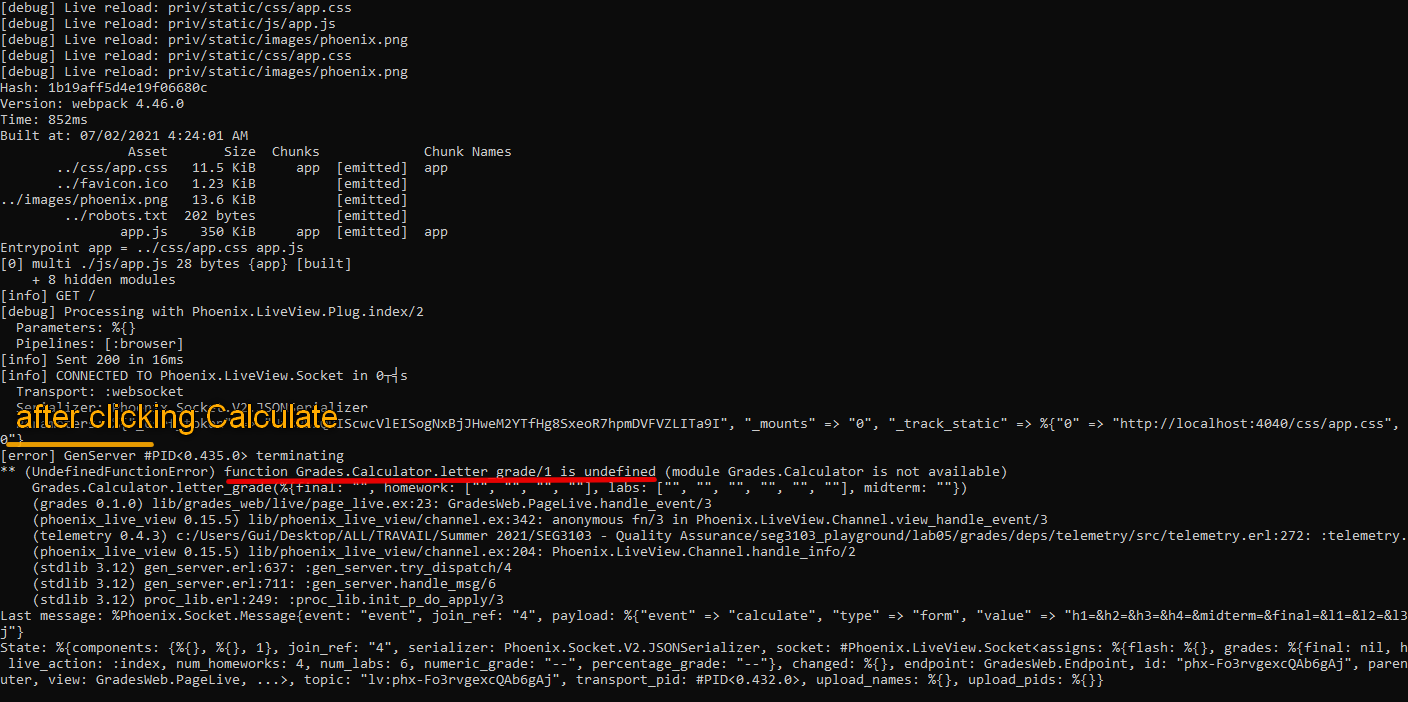 [debug] Live reload: priv/static/css/app.css
[debug] Live reload: priv/static/js/app.js
[debug] Live reload: priv/static/images/phoenix.png
[debug] Live reload: priv/static/css/app.css
[debug] Live reload: priv/static/images/phoenix.png
Hash: 1b19aff5d4e19f06680c
Version: webpack 4.46.0
Time: 852ms
Built at: 07/02/2021 4:24:01 AM
Asset Size Chunks Chunk Names
../css/app.css 11.5 KiB app [emitted] app
../favicon.ico 1.23 KiB [emitted]
../images/phoenix.png 13.6 KiB [emitted]
../robots.txt 202 bytes [emitted]
app.js 350 KiB app [emitted] app
Entrypoint app = ../css/app.css app.js
[0] multi ./js/app.js 28 bytes {app} [built]
+ 8 hidden modules
[info] GET /
[debug] Processing with Phoenix.LiveView.Plug.index/2
Parameters: %{}
Pipelines: [:browser]
[info] Sent 200 in 16ms
[info] CONNECTED TO Phoenix.LiveView.Socket in 0┬╡s
Transport: :websocket
Serializer: Phoenix.Socket.V2.JSONSerializer
after clicking Calculate
"_mounts" => "0", "_track_static" => %{"0" => "http://localhost:4040/css/app.css",
0"}
[error] GenServer #PID<0.435.0> terminating
** (UndefinedFunctionError) function Grades.Calculator.letter_grade/1 is undefined (module Grades.Calculator is not available)
Grades.Calculator.letter_grade(%{final: "", homework: ["", "", "", ""], labs: ["", "", "", "", "", ""], midterm: ""})
(grades 0.1.0) lib/grades_web/live/page_live.ex:23: GradesWeb.PageLive.handle_event/3
(phoenix_live_view 0.15.5) lib/phoenix_live_view/channel.ex:342: anonymous fn/3 in Phoenix.LiveView.Channel.view_handle_event/3
(telemetry 0.4.3) c:/Users/Gui/Desktop/ALL/TRAVAIL/Summer 2021/SEG3103 - Quality Assurance/seg3103_playground/lab05/grades/deps/telemetry/src/telemetry.erl:272: :telemetry.
(phoenix_live_view 0.15.5) lib/phoenix_live_view/channel.ex:204: Phoenix.LiveView.Channel.handle_info/2
(stdlib 3.12) gen_server.erl:637: :gen_server.try_dispatch/4
(stdlib 3.12) gen_server.erl:711: :gen_server.handle_msg/6
(stdlib 3.12) proc_lib.erl:249: :proc_lib.init_p_do_apply/3
Last message: %Phoenix.Socket.Message{event: "event", join_ref: "4", payload: %{"event" => "calculate", "type" => "form", "value" => "h1=&h2=&h3=&h4=&midterm=&final=&l1=&l2=&l3
j"}
State: %{components: {%{}, %{}, 1}, join_ref: "4", serializer: Phoenix.Socket.V2.JSONSerializer, socket: #Phoenix.LiveView.Socket<assigns: %{flash: %{}, grades: %{final: nil, h
live_action: :index, num_homeworks: 4, num_labs: 6, numeric_grade: "--", percentage_grade: "--"}, changed: %{}, endpoint: GradesWeb.Endpoint, id: "phx-Fo3rvgexcQAb6gAj", paren
uter, view: GradesWeb.PageLive, ...>, topic: "lv:phx-Fo3rvgexcQAb6gAj", transport_pid: #PID<0.432.0>, upload_names: %{}, upload_pids: %{}}